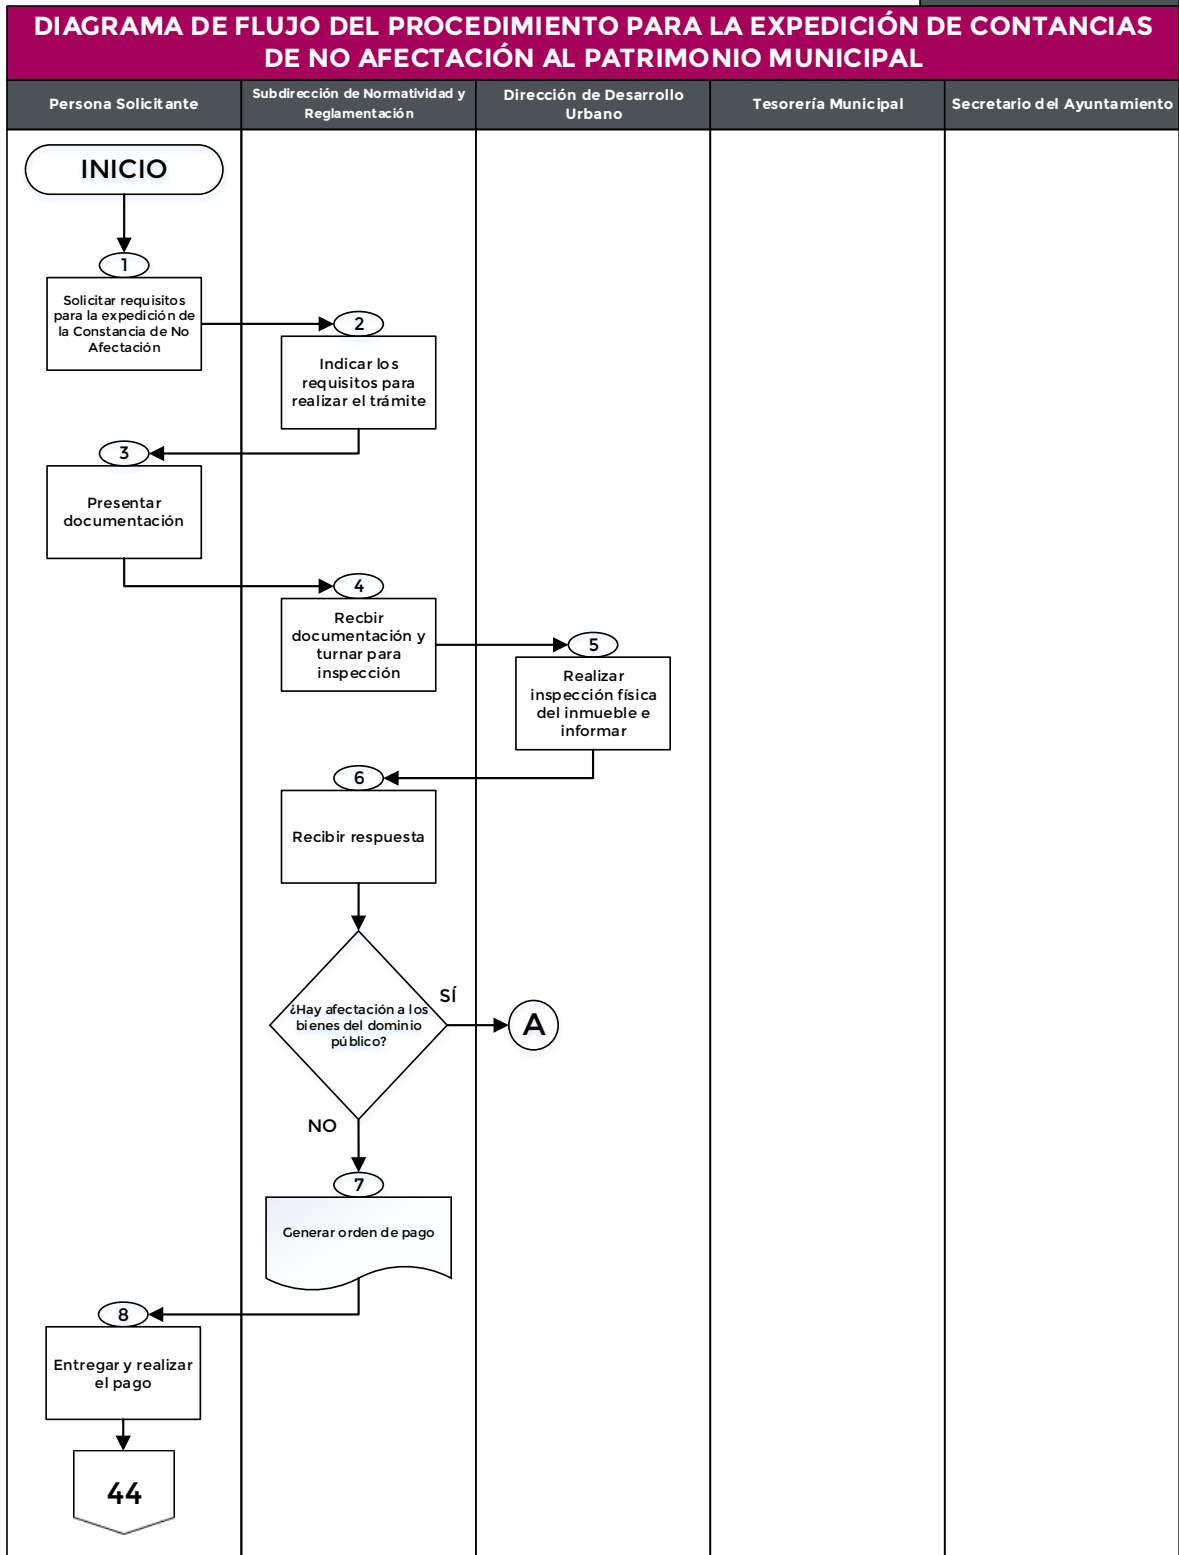 DIAGRAMA DE FLUJO DEL PROCEDIMIENTO PARA LA EXPEDICIÓN DE CONTANCIAS
DE NO AFECTACIÓN AL PATRIMONIO MUNICIPAL
Persona Solicitante
Subdirección de Normatividad y
Reglamentación
Dirección de Desarrollo
Urbano
Tesorería Municipal
Secretario del Ayuntamiento
INICIO
1
Solicitar requisitos
para la expedición de
la Constancia de No
Afectación
2
Indicar los
requisitos para
realizar el trámite
3
Presentar
documentación
4
Recbir
documentación y
turnar para
inspección
5
Realizar
inspección física
del inmueble e
informar
6
Recibir respuesta
¿Hay afectación a los
bienes del dominio
público?
SÍ
A
NO
7
Generar orden de pago
8
Entregar y realizar
el pago
44